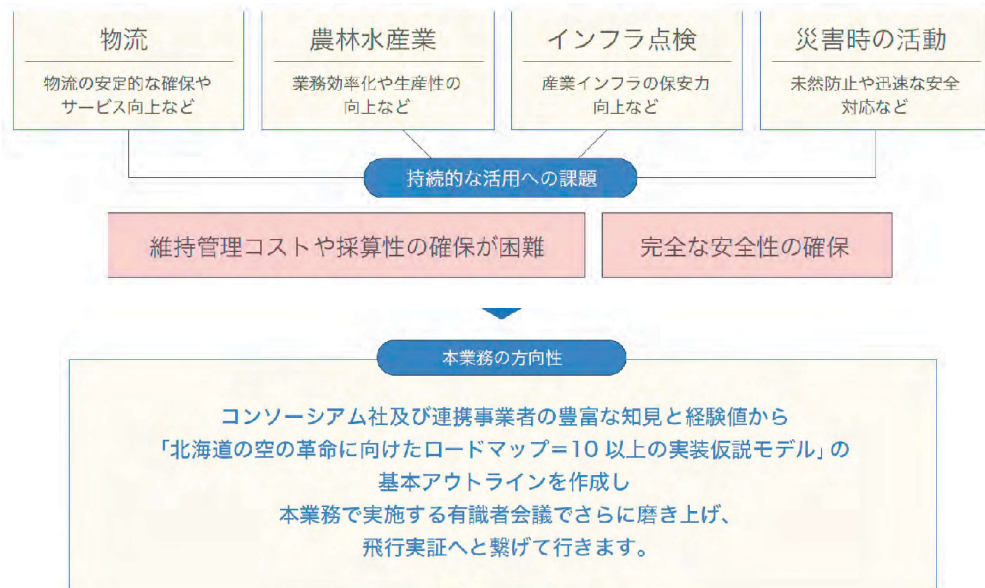 物流
物流の安定的な確保や
サービス向上など
農林水産業
業務効率化や生産性の
向上など
インフラ点検
産業インフラの保安力
向上など
災害時の活動
未然防止や迅速な安全
対応など
持続的な活用への課題
維持管理コストや採算性の確保が困難
完全な安全性の確保
本業務の方向性
コンソーシアム社及び連携事業者の豊富な知見と経験値から
「北海道の空の革命に向けたロードマップ＝10 以上の実装仮説モデル」の
基本アウトラインを作成し
本業務で実施する有識者会議でさらに磨き上げ、
飛行実証へと繋げて行きます。